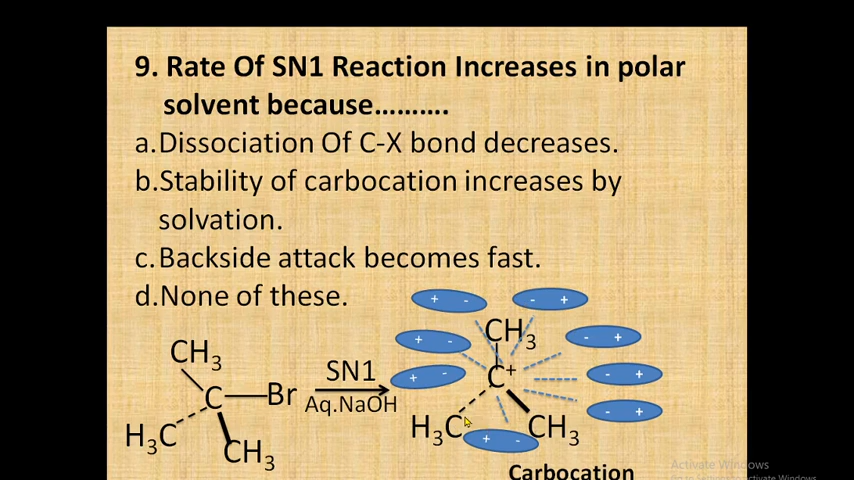 9. Rate Of SN1 Reaction Increases in polar
solvent because..........
a.Dissociation Of C-X bond decreases.
b.Stability of carbocation increases by
solvation.
c.Backside attack becomes fast.
d.None of these.
+ -
- +
CH3
+ -
- +
CH3
SN1
+ -
C+
- +
C
Br
Aq.NaOH
- +
H3C
CH3
H3C
+ -
CH3
Carbocation
Activate Windows